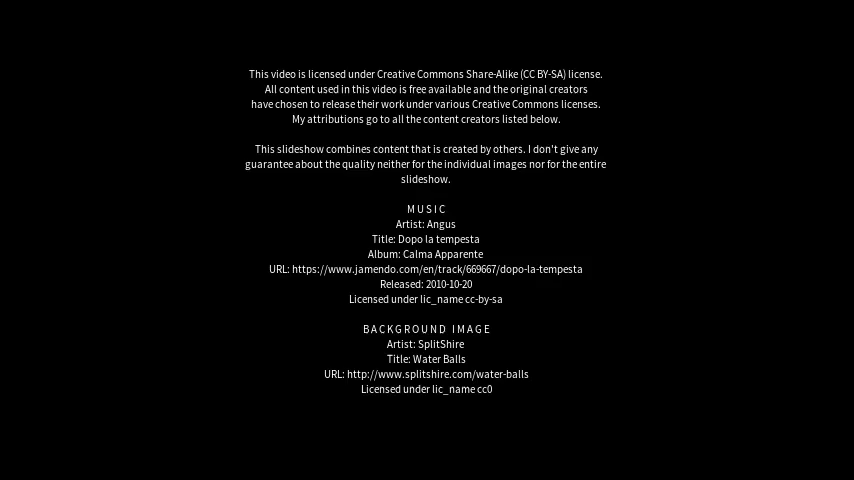 This video is licensed under Creative Commons Share-Alike (CC BY-SA) license.
All content used in this video is free available and the original creators
have chosen to release their work under various Creative Commons licenses.
My attributions go to all the content creators listed below.
This slideshow combines content that is created by others. I don't give any
guarantee about the quality neither for the individual images nor for the entire
slideshow.
MUSIC
Artist: Angus
Title: Dopo la tempesta
Album: Calma Apparente
URL: https://www.jamendo.com/en/track/669667/dopo-la-tempesta
Released: 2010-10-20
Licensed under lic_name cc-by-sa
BACKGROUND IMAGE
Artist: SplitShire
Title: Water Balls
URL: http://www.splitshire.com/water-balls
Licensed under lic_name cc0